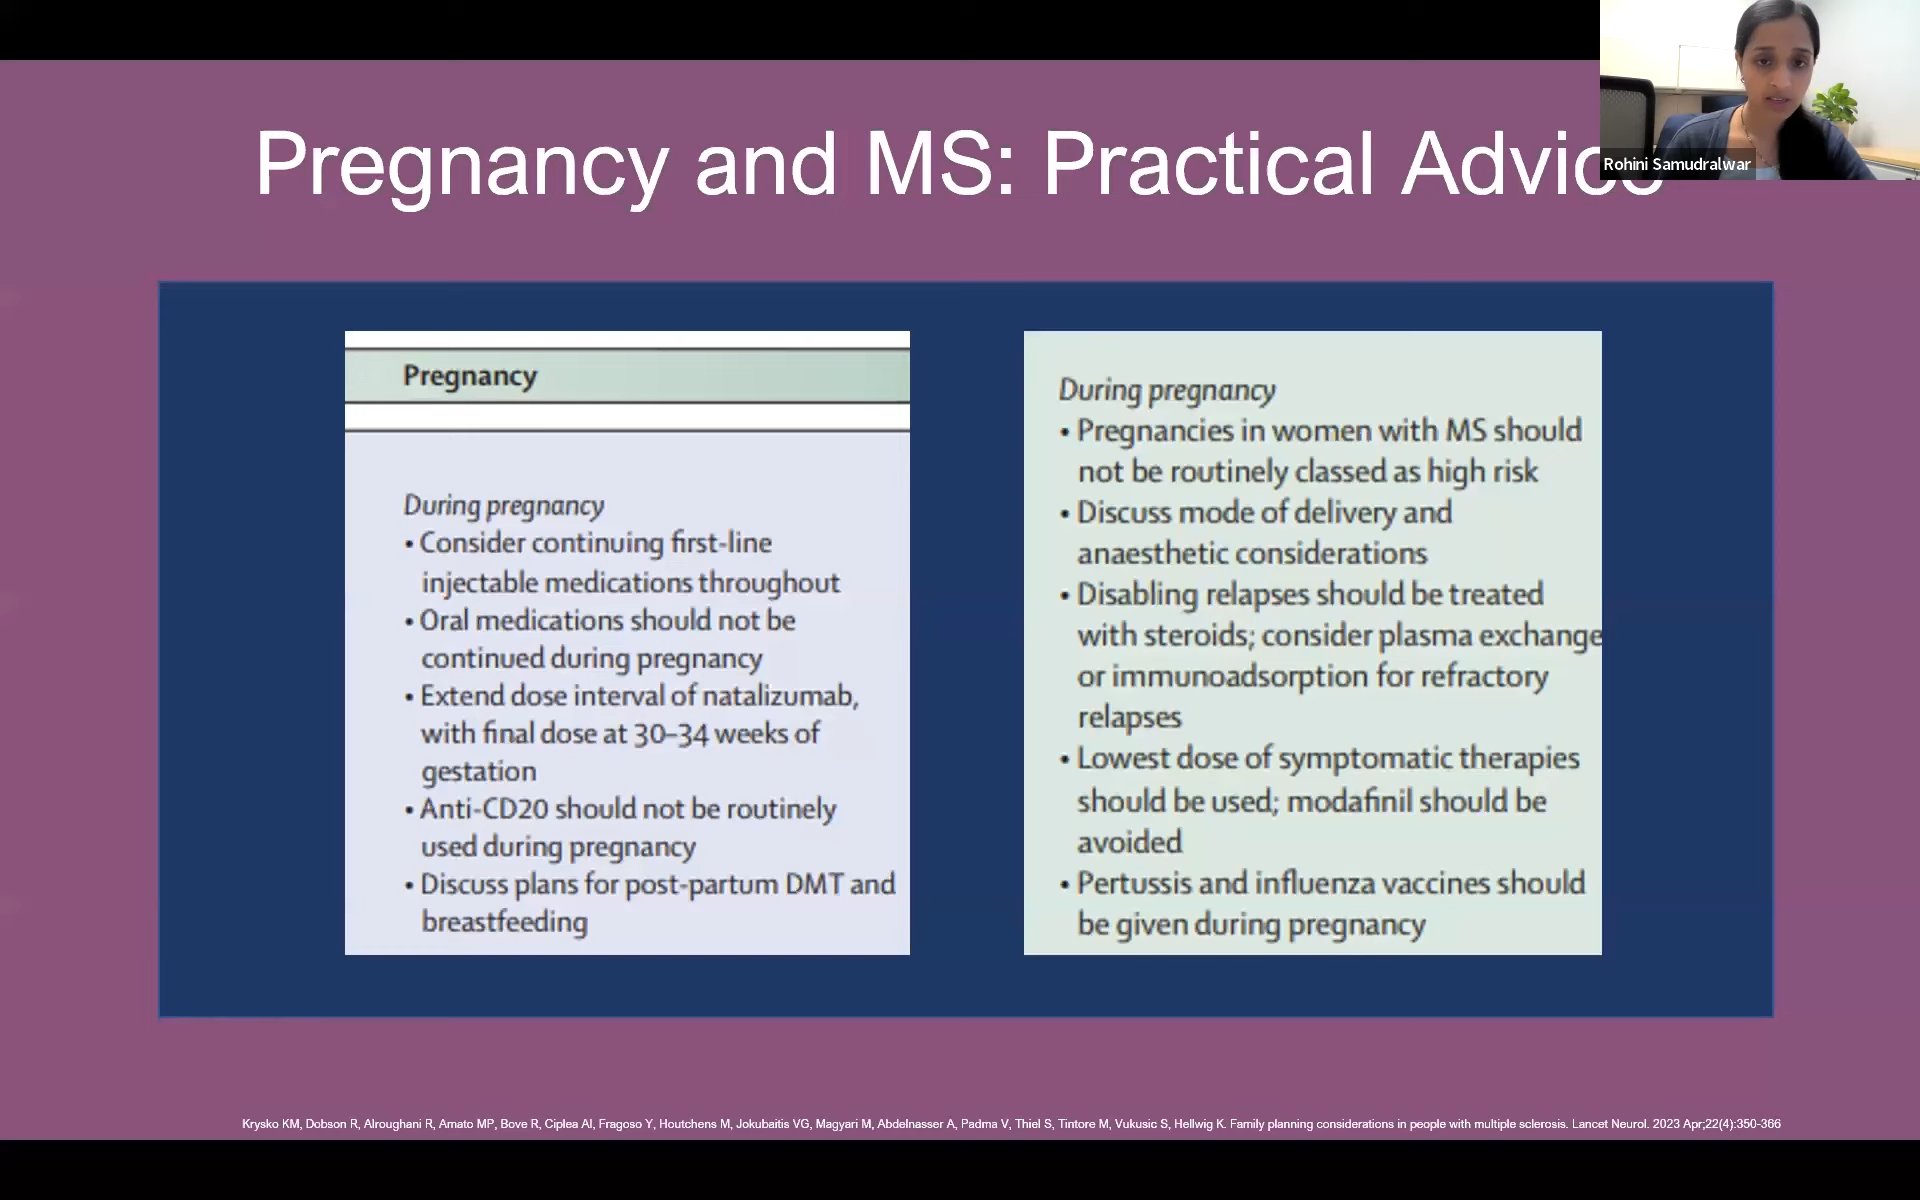 Pregnancy and MS: Practical Advice
Rohini Samudralwar
Pregnancy
During pregnancy
• Consider continuing first-line
injectable medications throughout
• Oral medications should not be
continued during pregnancy
• Extend dose interval of natalizumab,
with final dose at 30–34 weeks of
gestation
• Anti-CD20 should not be routinely
used during pregnancy
• Discuss plans for post-partum DMT and
breastfeeding
During pregnancy
• Pregnancies in women with MS should
not be routinely classed as high risk
• Discuss mode of delivery and
anaesthetic considerations
• Disabling relapses should be treated
with steroids; consider plasma exchange
or immunoadsorption for refractory
relapses
• Lowest dose of symptomatic therapies
should be used; modafinil should be
avoided
• Pertussis and influenza vaccines should
be given during pregnancy
Krysko KM, Dobson R, Alroughani R, Amato MP, Bove R, Ciplea AI, Fragoso Y, Houtchens M, Jokubaitis VG, Magyari M, Abdelnasser A, Padma V, Thiel S, Tintore M, Vukusic S, Hellwig K. Family planning considerations in people with multiple sclerosis. Lancet Neurol. 2023 Apr;22(4):350-366